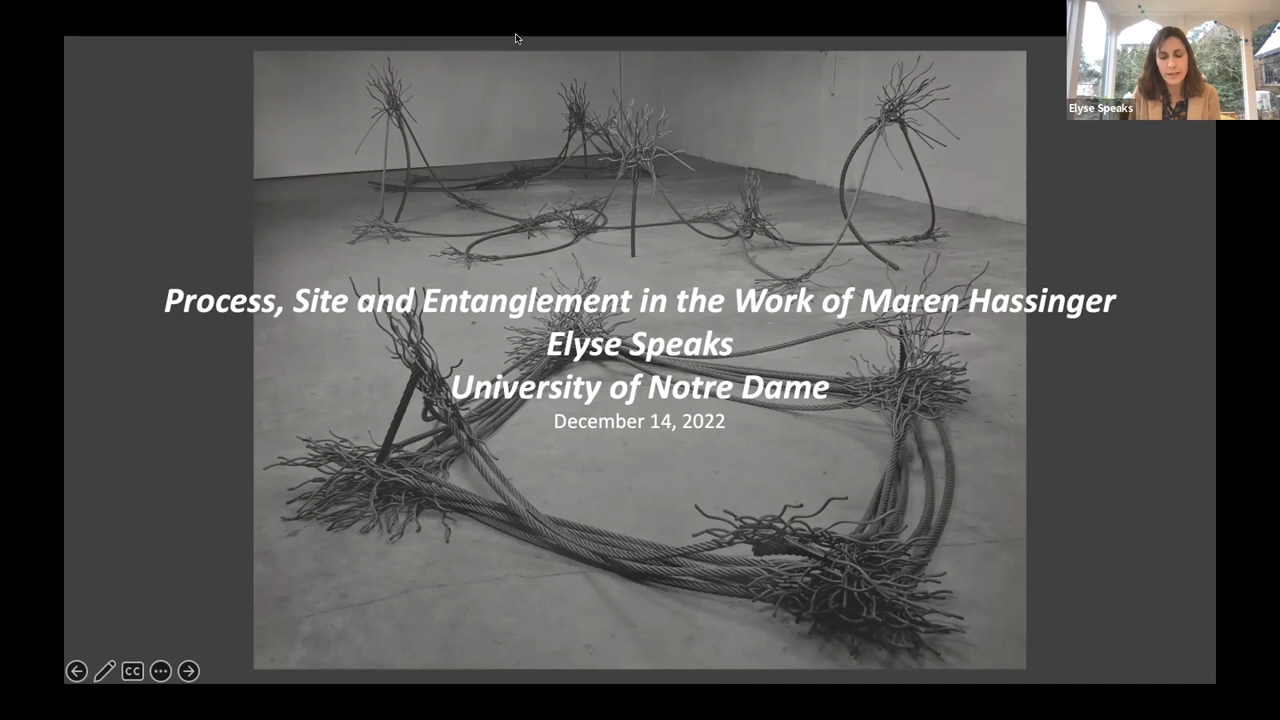 Elyse Speaks
Process, Site and Entanglement in the Work of Maren Hassinger
Elyse Speaks
University of Notre Dame
December 14, 2022
CC